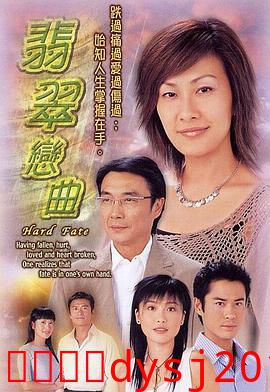 跌過痛過愛過傷過：
始知人生掌握在手。
翡翠戀曲
Hard Fate
Having fallen, hurt,
loved and heart broken,
One realizes that
fate is in one's own hand.
□□□□dysj20